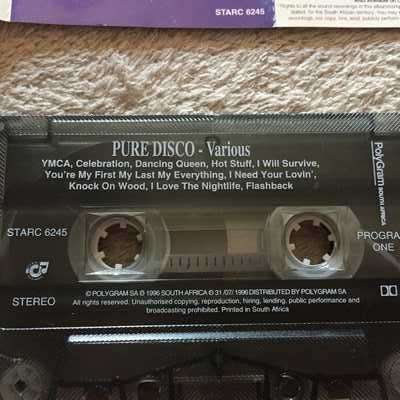 STARC 6245
PURE DISCO - Various
YMCA, Celebration, Dancing Queen, Hot Stuff, I Will Survive,
You're My First My Last My Everything, I Need Your Lovin',
Knock On Wood, I Love The Nightlife, Flashback
STARC 6245
STEREO
PolyGram
SOUTH AFRICA
PROGRA
ONE
℗ POLYGRAM SA ℗ 1996 SOUTH AFRICA ℗ 31/07/1996 DISTRIBUTED BY POLYGRAM SA
All rights reserved. Unauthorised copying, reproduction, hiring, lending, public performance and
broadcasting prohibited. Printed in South Africa